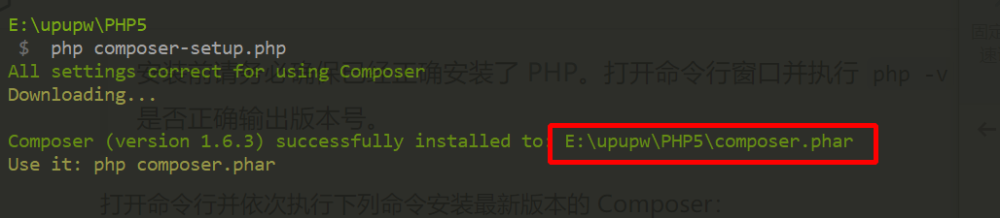 E:\upupw\PHP5
$ php composer-setup.php
All settings correct for using Composer
安装前请务必确保已经正确安装了 PHP。打开命令行窗口并执行 php -v
Downloading...
是否正确输出版本号。
Composer (version 1.6.3) successfully installed to: E:\upupw\PHP5\composer.phar
Use it: php composer.phar
打开命令行并依次执行下列命令安装最新版本的 Composer：